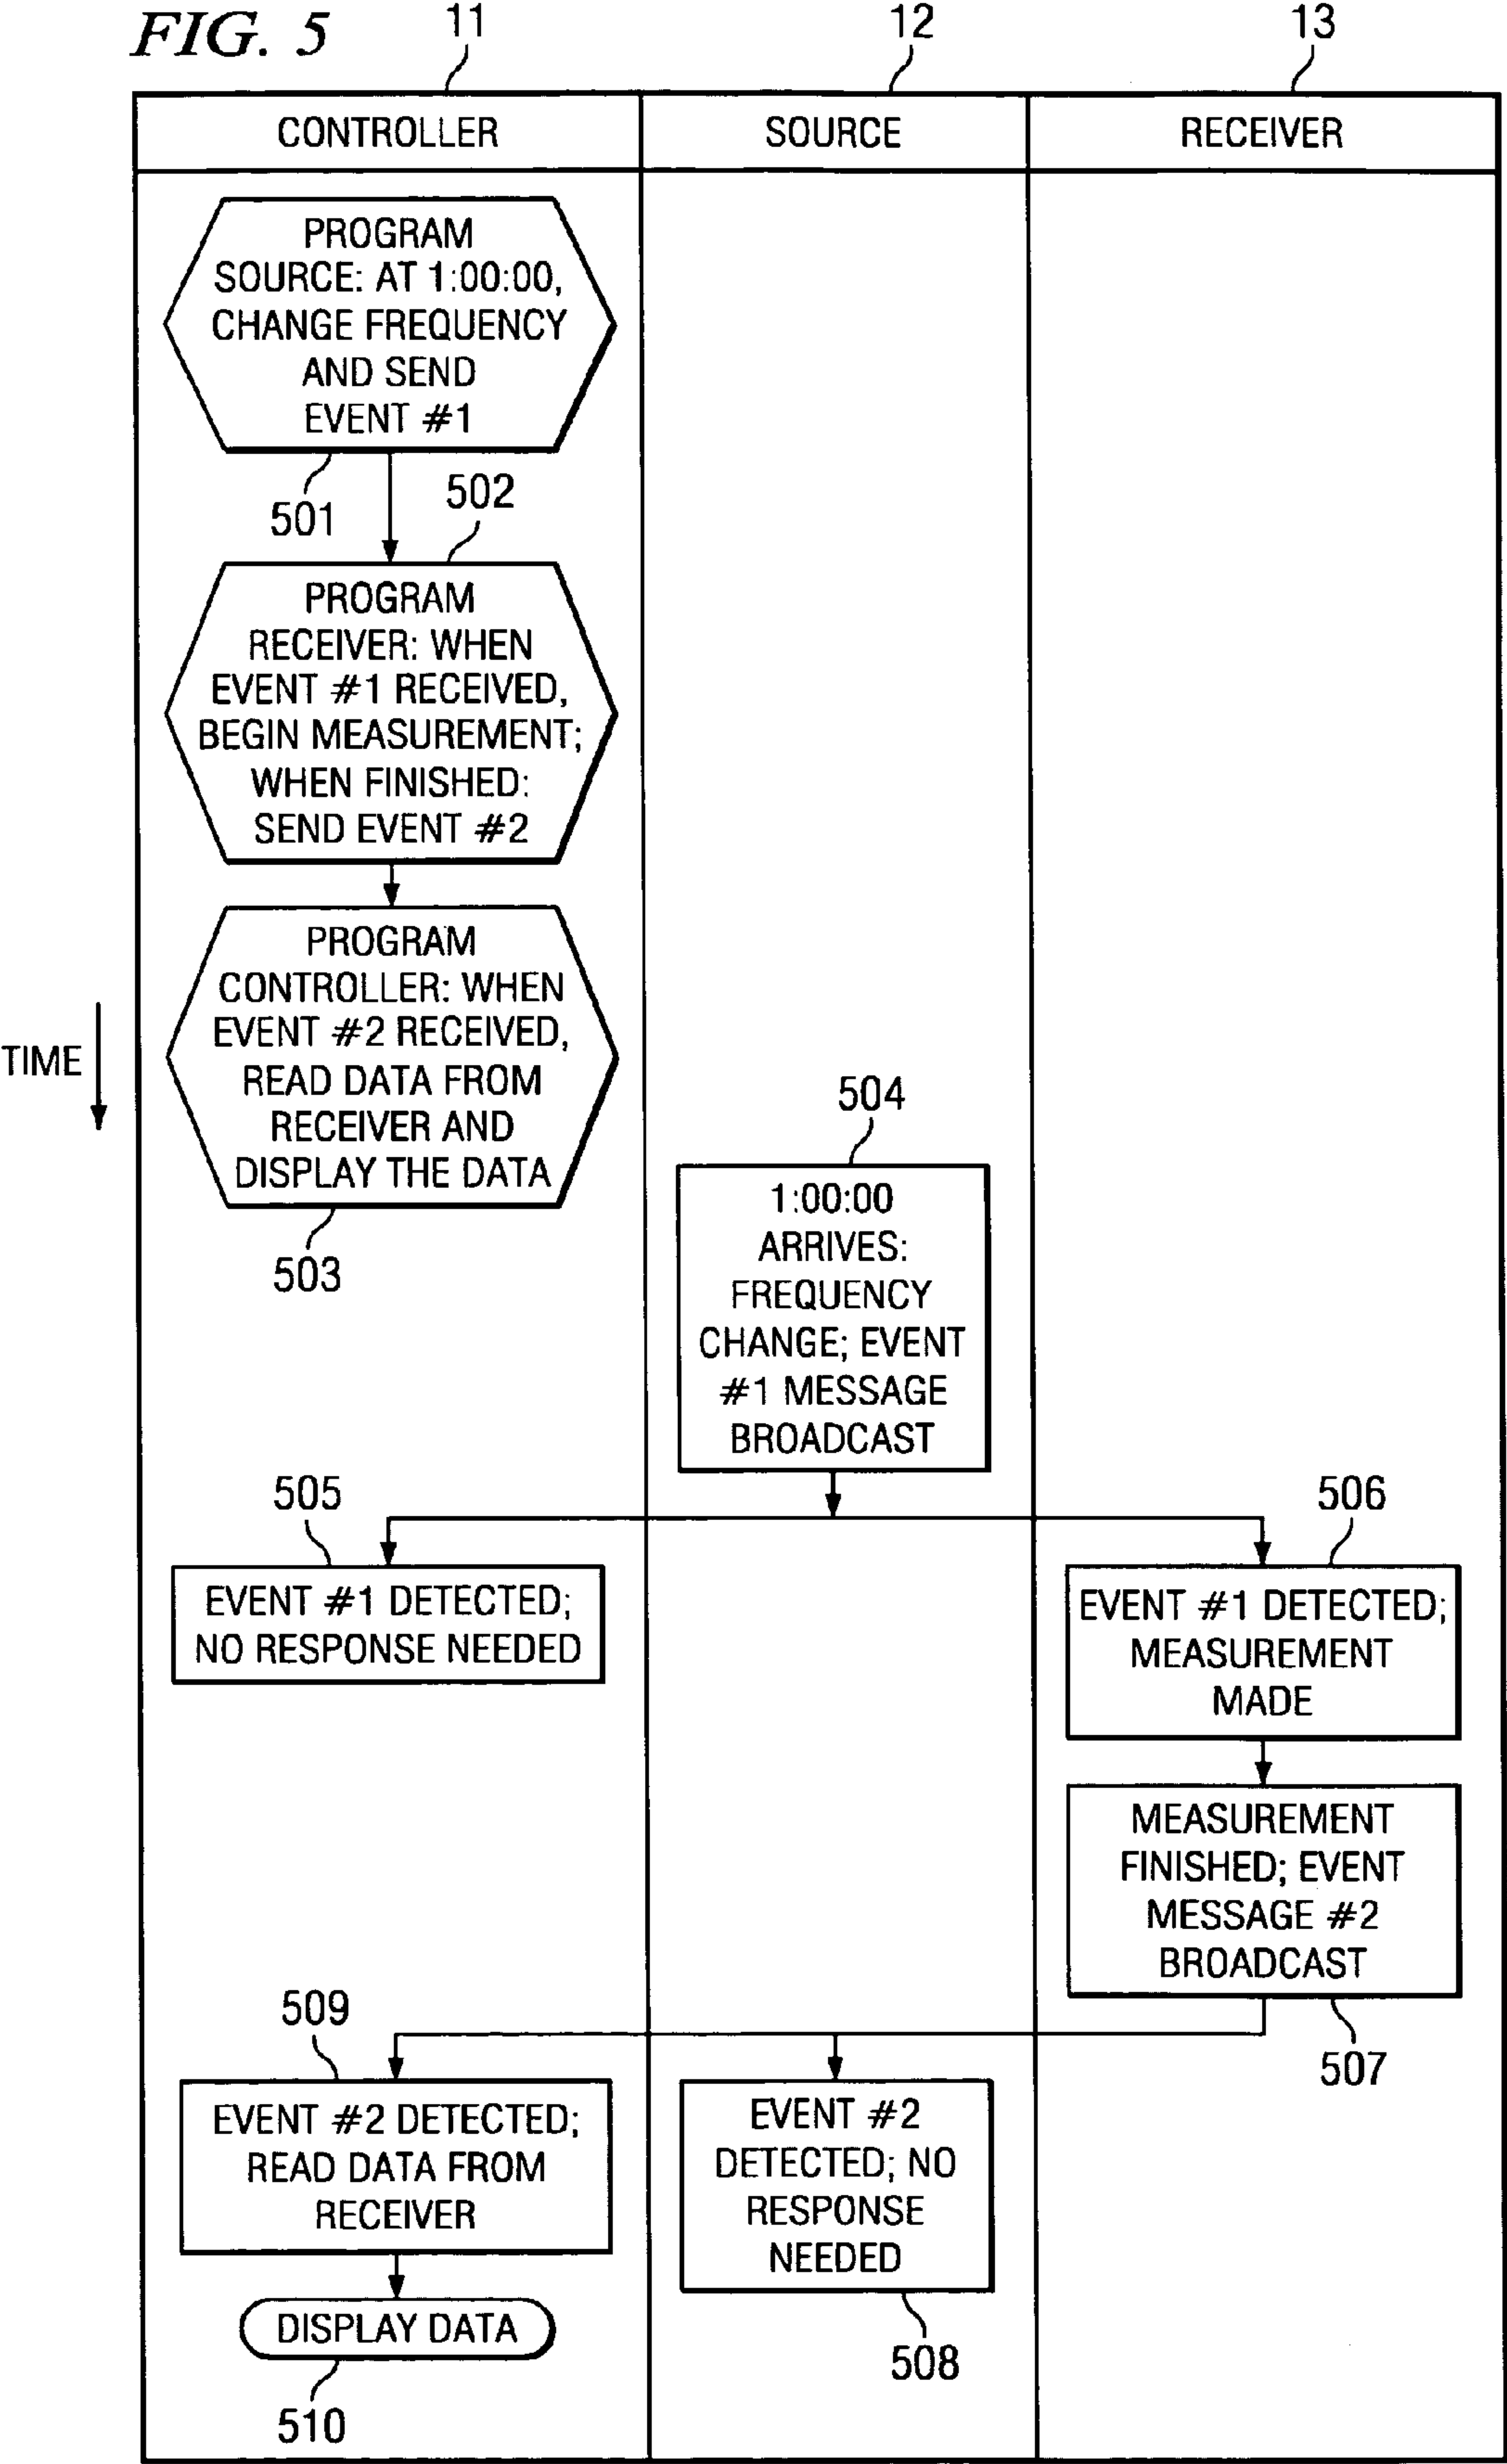 FIG. 5
11
12
13
CONTROLLER
SOURCE
RECEIVER
PROGRAM
SOURCE: AT 1:00:00,
CHANGE FREQUENCY
AND SEND
EVENT #1
501
502
PROGRAM
RECEIVER: WHEN
EVENT #1 RECEIVED,
BEGIN MEASUREMENT;
WHEN FINISHED:
SEND EVENT #2
PROGRAM
CONTROLLER: WHEN
EVENT #2 RECEIVED,
READ DATA FROM
RECEIVER AND
DISPLAY THE DATA
503
TIME
504
1:00:00
ARRIVES:
FREQUENCY
CHANGE; EVENT
#1 MESSAGE
BROADCAST
505
EVENT #1 DETECTED;
NO RESPONSE NEEDED
506
EVENT #1 DETECTED;
MEASUREMENT
MADE
MEASUREMENT
FINISHED; EVENT
MESSAGE #2
BROADCAST
507
509
EVENT #2 DETECTED;
READ DATA FROM
RECEIVER
EVENT #2
DETECTED; NO
RESPONSE
NEEDED
508
DISPLAY DATA
510